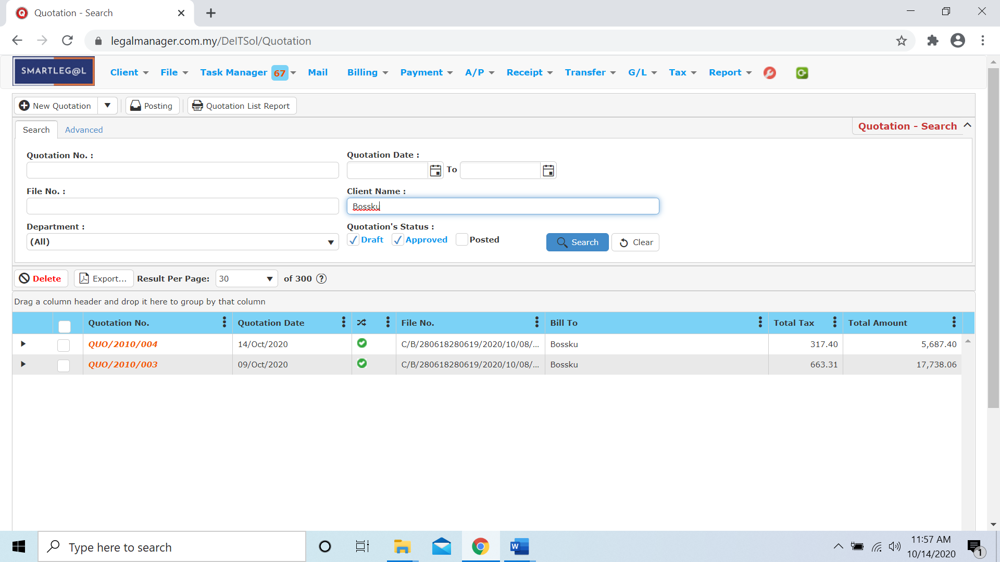 Quotation - Search
legalmanager.com.my/DeITSol/Quotation
SMARTLEG@L Client File Task Manager 67 Mail Billing Payment A/P Receipt Transfer G/L Tax Report
New Quotation Posting Quotation List Report
Search Advanced Quotation - Search
Quotation No. : Quotation Date :
To
File No. : Client Name :
Bossku
Department : Quotation's Status :
(All) Draft Approved Posted Search Clear
Delete Export... Result Per Page: 30 of 300 ?
Drag a column header and drop it here to group by that column
Quotation No. Quotation Date File No. Bill To Total Tax Total Amount
QUO/2010/004 14/Oct/2020 C/B/280618280619/2020/10/08/... Bossku 317.40 5,687.40
QUO/2010/003 09/Oct/2020 C/B/280618280619/2020/10/08/... Bossku 663.31 17,738.06
Type here to search
11:57 AM
10/14/2020
1